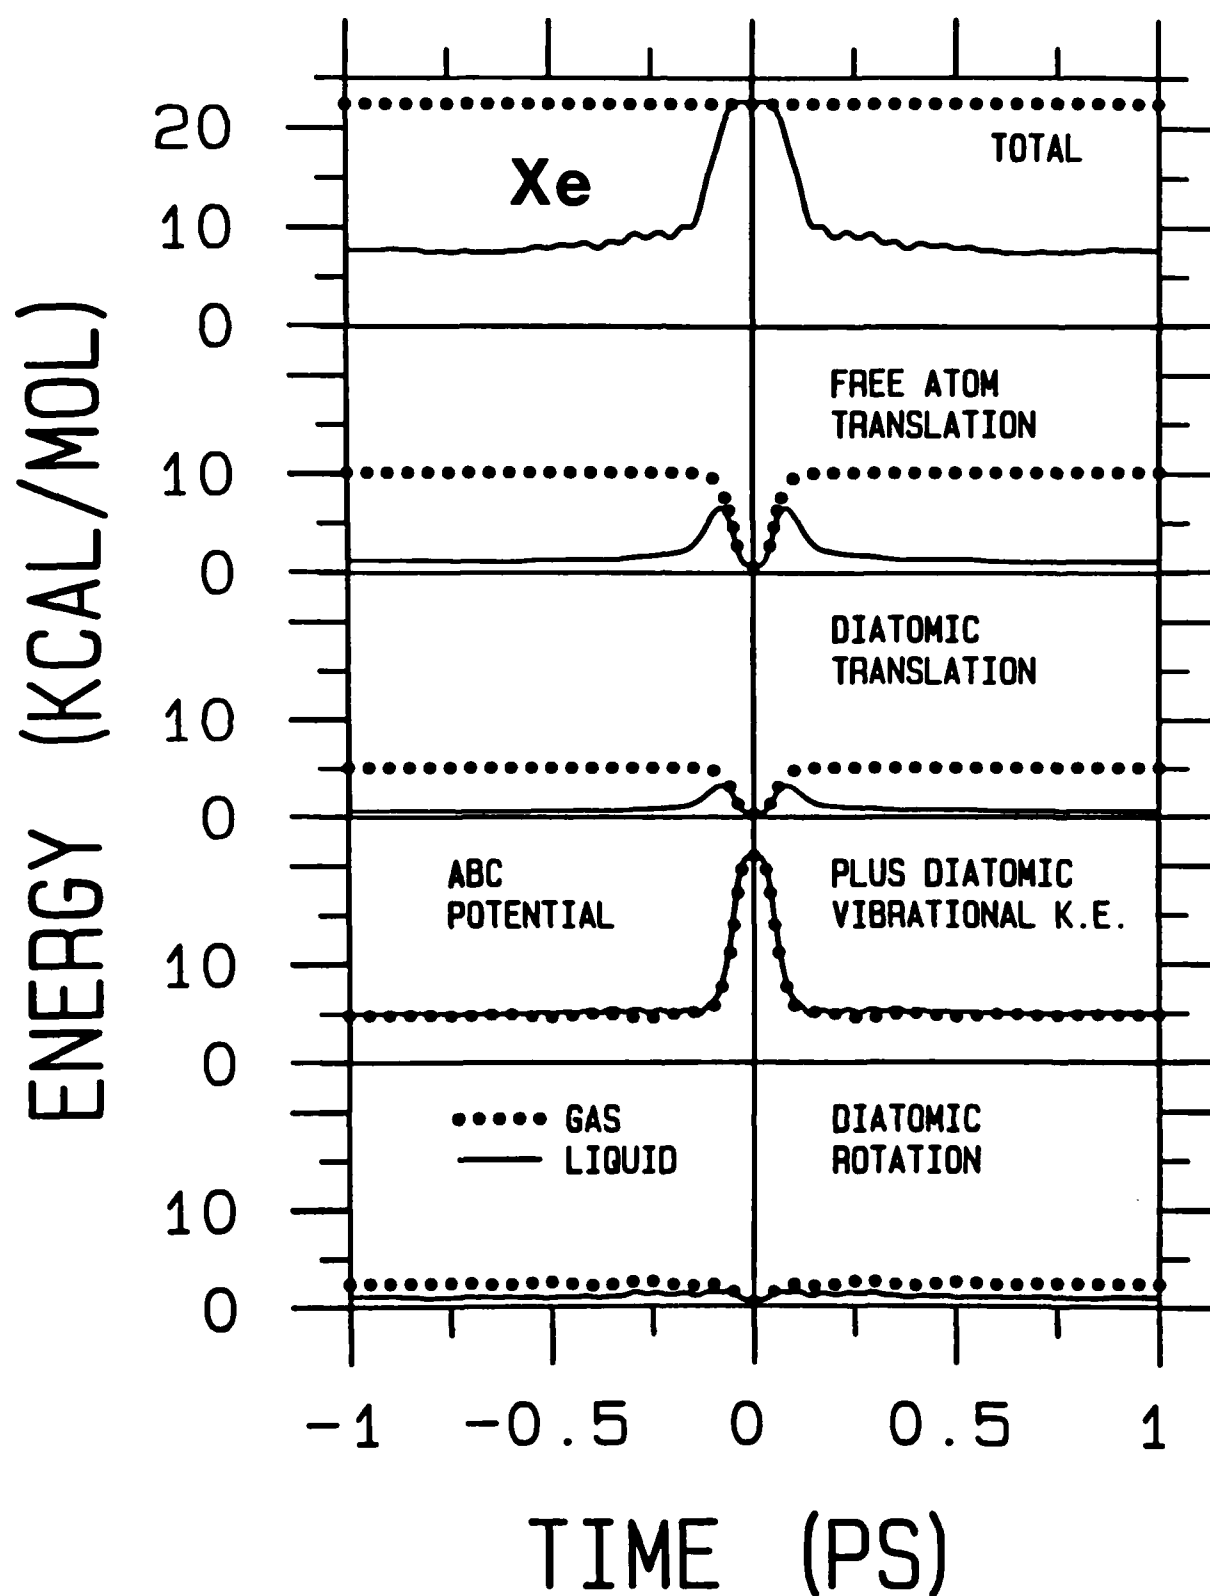 20
TOTAL
Xe
10
0
FREE ATOM
TRANSLATION
10
0
DIATOMIC
TRANSLATION
10
0
ABC
POTENTIAL
PLUS DIATOMIC
VIBRATIONAL K.E.
10
0
GAS
LIQUID
DIATOMIC
ROTATION
10
0
-1 -0.5 0 0.5 1
TIME (PS)
ENERGY (KCAL/MOL)